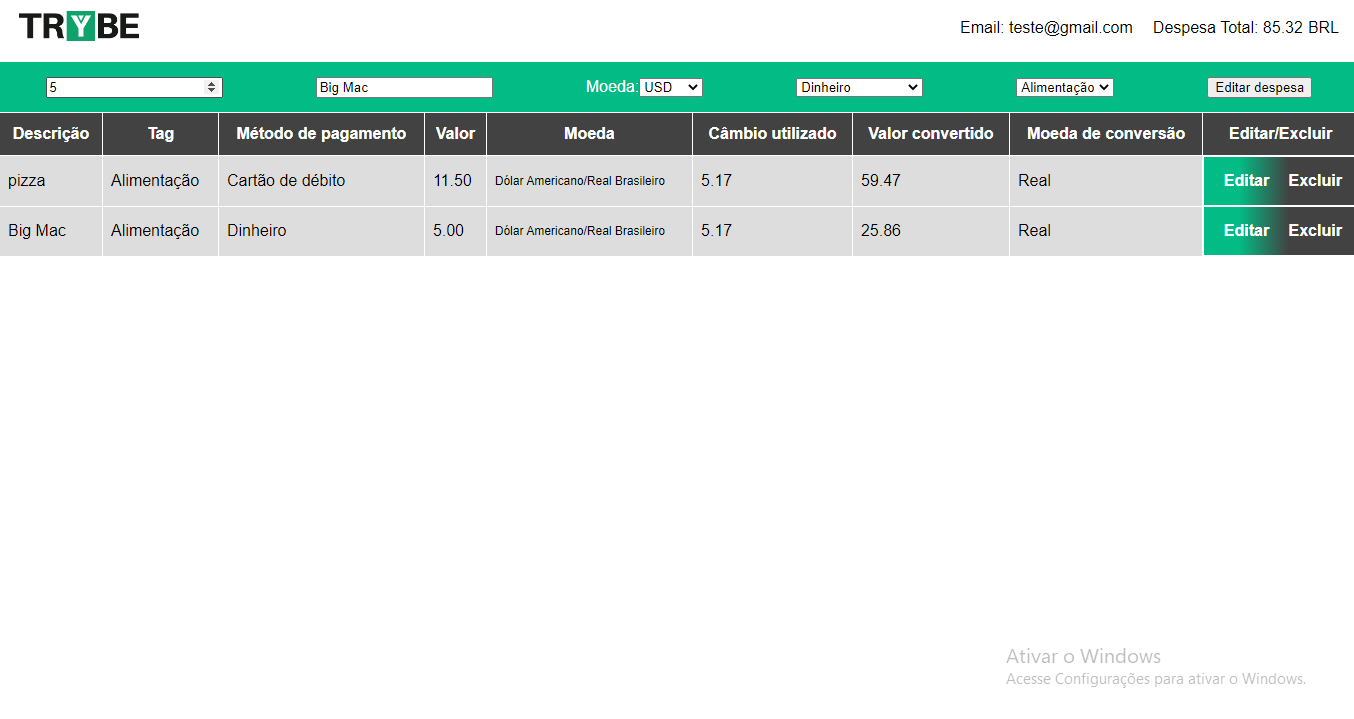 TRYBE
Email: teste@gmail.com Despesa Total: 85.32 BRL
5 Big Mac Moeda: USD Dinheiro Alimentação Editar despesa
Descrição Tag Método de pagamento Valor Moeda Câmbio utilizado Valor convertido Moeda de conversão Editar/Excluir
pizza Alimentação Cartão de débito 11.50 Dólar Americano/Real Brasileiro 5.17 59.47 Real Editar Excluir
Big Mac Alimentação Dinheiro 5.00 Dólar Americano/Real Brasileiro 5.17 25.86 Real Editar Excluir
Ativar o Windows
Acesse Configurações para ativar o Windows.